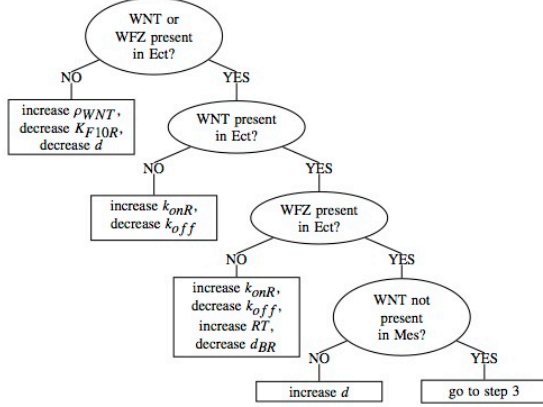 WNT or
WFZ present
in Ect?
NO
YES
increase ρWNT,
decrease KF10R,
decrease d
WNT present
in Ect?
NO
YES
increase konR,
decrease koff
WFZ present
in Ect?
NO
YES
increase konR,
decrease koff,
increase RT,
decrease dBR
WNT not
present
in Mes?
NO
YES
increase d
go to step 3